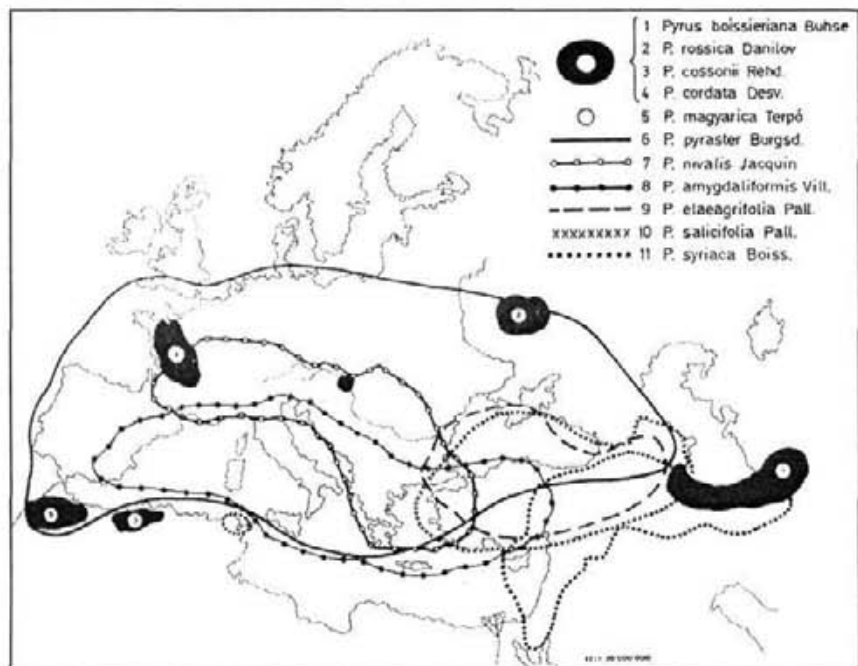 1 Pyrus boissieriana Buhse
2 P. rossica Danilov
3 P. cossonii Rehd.
4 P. cordata Desv.
5 P. magyarica Terpó
6 P. pyraster Burgsd.
7 P. nivalis Jacquin
8 P. amygdaliformis Vill.
9 P. elaeagrifolia Pall.
10 P. salicifolia Pall.
11 P. syriaca Boiss.